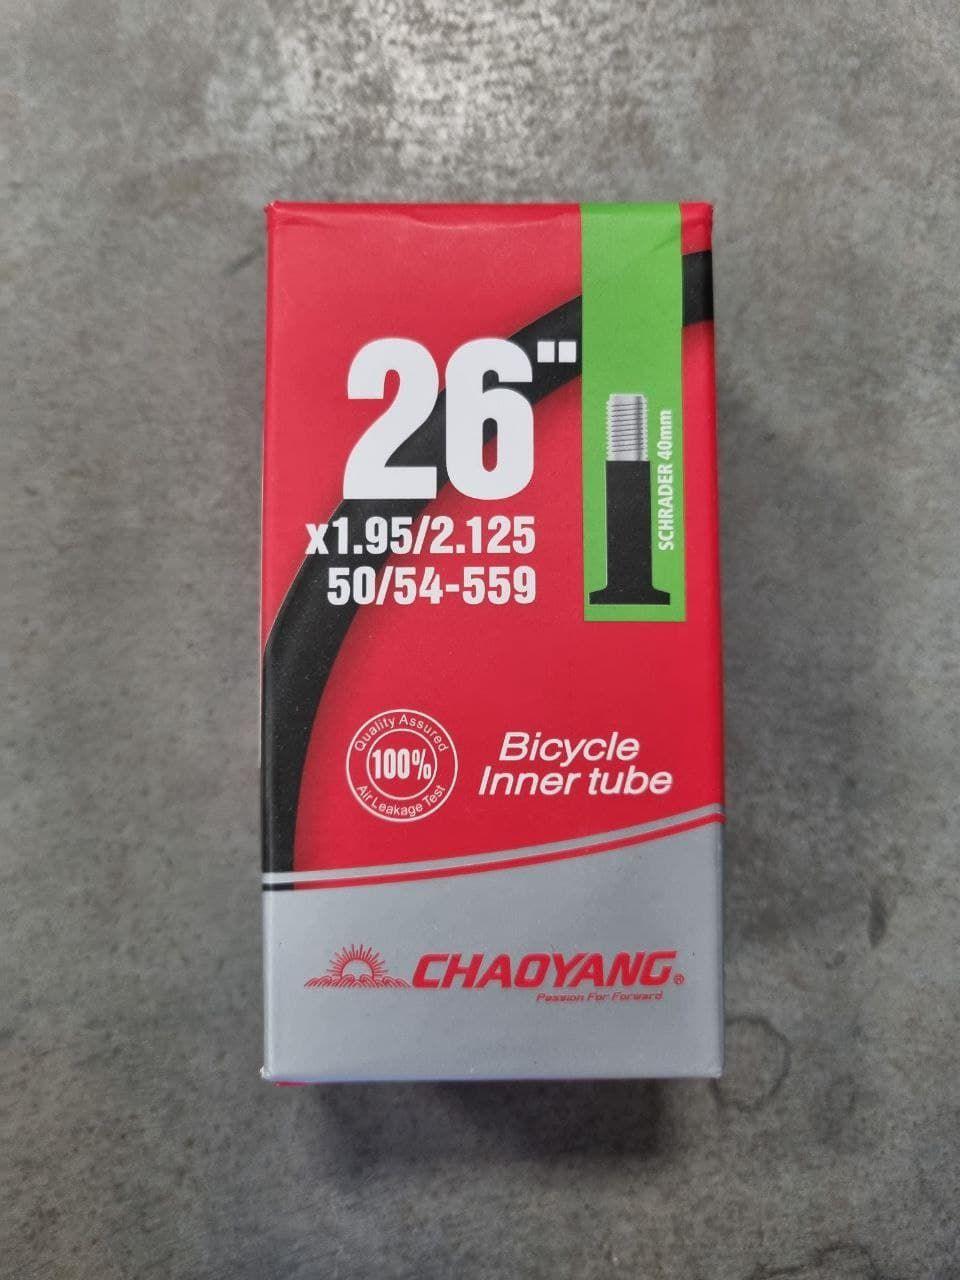 26"
x1.95/2.125
50/54-559
SCHRADER 40mm
Quality Assured
100%
Air Leakage Test
Bicycle
Inner tube
CHAOYANG®
Passion For Forward